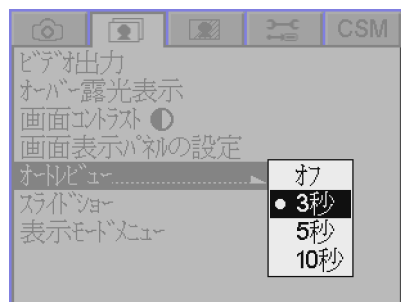 CSM
ビデオ出力
オーバー露光表示
画面コントラスト
画面表示パネルの設定
オートレビュー
オフ
3秒
5秒
10秒
スライドショー
表示モードメニュー